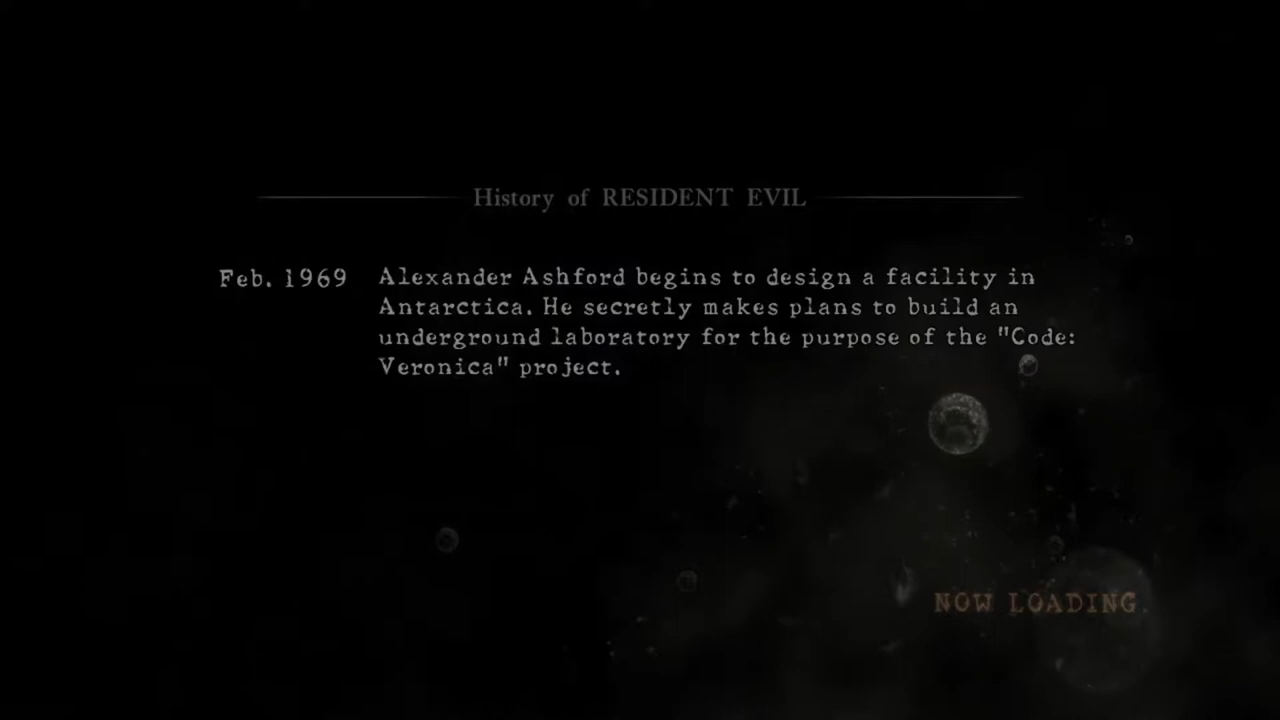 History of RESIDENT EVIL
Feb. 1969 Alexander Ashford begins to design a facility in
Antarctica. He secretly makes plans to build an
underground laboratory for the purpose of the "Code:
Veronica" project.
NOW LOADING.